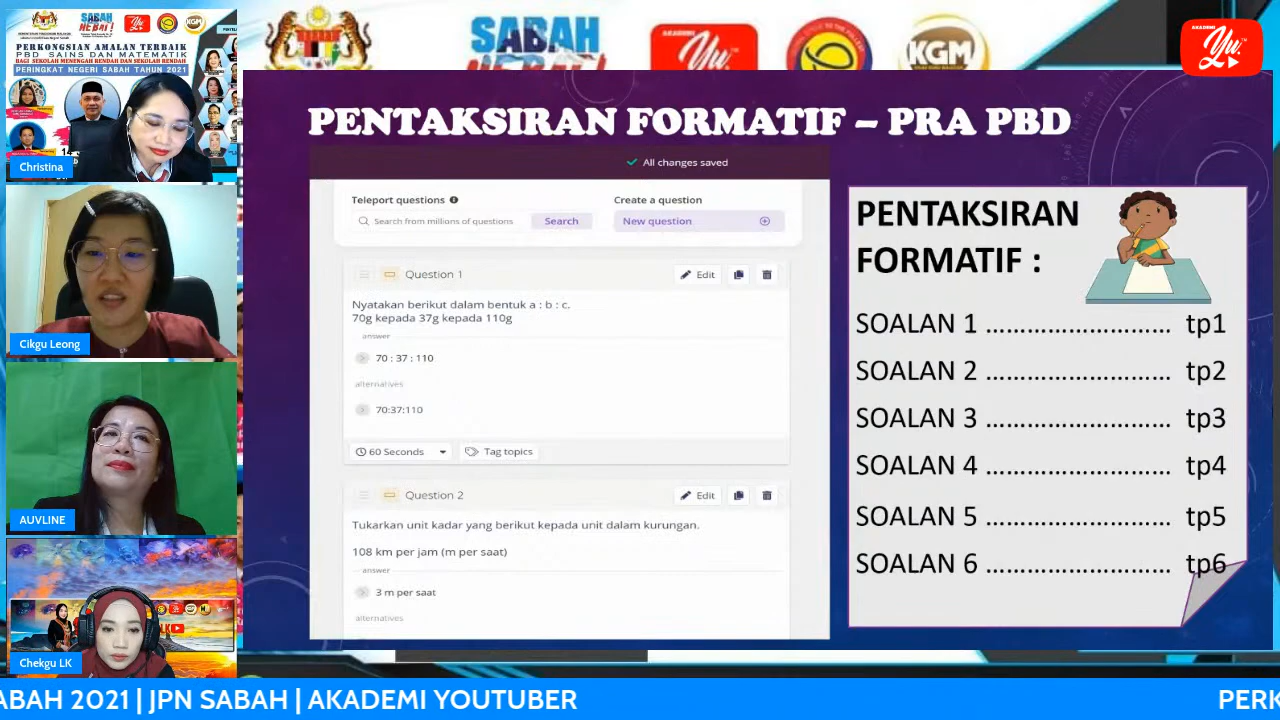 SABAH
HEBAT!
KGM
AKADEMI
Yu.
PERKONGSIAN AMALAN TERBAIK
PBD SAINS DAN MATEMATIK
BAGI SEKOLAH MENENGAH RENDAH DAN SEKOLAH RENDAH
PERINGKAT NEGERI SABAH TAHUN 2021
Christina
Cikgu Leong
AUVLINE
Chekgu LK
PENTAKSIRAN FORMATIF – PRA PBD
All changes saved
Teleport questions
Search from millions of questions
Search
Create a question
New question
Question 1
Edit
Nyatakan berikut dalam bentuk a : b : c.
70g kepada 37g kepada 110g
answer
70 : 37 : 110
alternatives
70:37:110
60 Seconds
Tag topics
Question 2
Edit
Tukarkan unit kadar yang berikut kepada unit dalam kurungan.
108 km per jam (m per saat)
answer
3 m per saat
alternatives
PENTAKSIRAN
FORMATIF :
SOALAN 1 ........................... tp1
SOALAN 2 ........................... tp2
SOALAN 3 ........................... tp3
SOALAN 4 ........................... tp4
SOALAN 5 ........................... tp5
SOALAN 6 ........................... tp6
ABAH 2021 | JPN SABAH | AKADEMI YOUTUBER
PERK